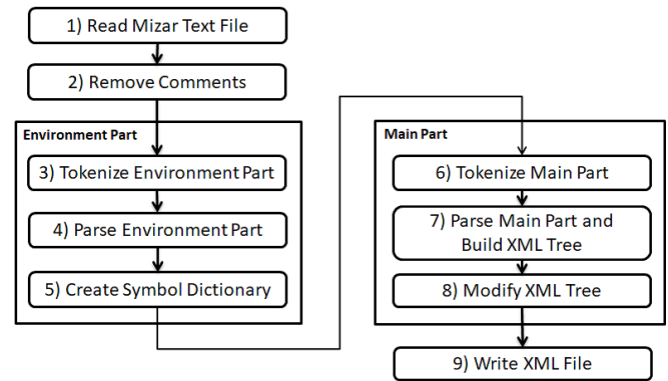 1) Read Mizar Text File
2) Remove Comments
Environment Part
3) Tokenize Environment Part
4) Parse Environment Part
5) Create Symbol Dictionary
Main Part
6) Tokenize Main Part
7) Parse Main Part and
Build XML Tree
8) Modify XML Tree
9) Write XML File